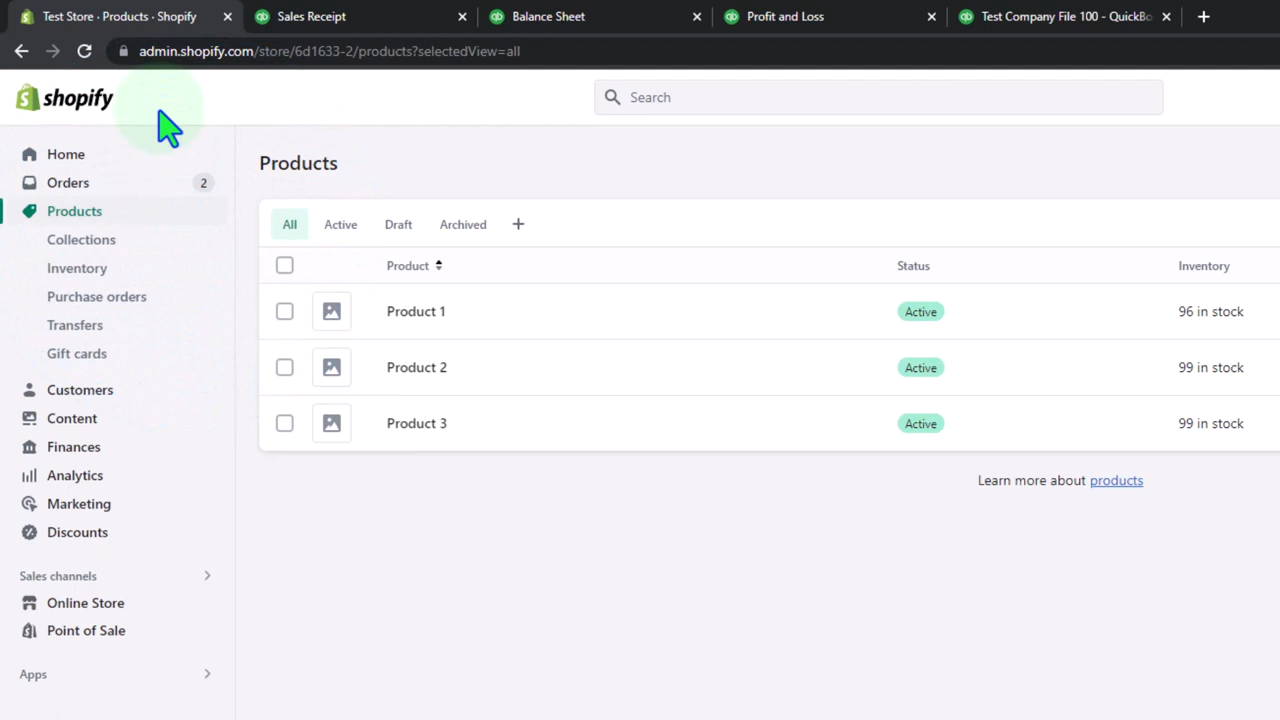 Test Store · Products · Shopify
Sales Receipt
Balance Sheet
Profit and Loss
Test Company File 100 - QuickBo
admin.shopify.com/store/6d1633-2/products?selectedView=all
shopify
Search
Home
Orders 2
Products
Collections
Inventory
Purchase orders
Transfers
Gift cards
Customers
Content
Finances
Analytics
Marketing
Discounts
Sales channels
Online Store
Point of Sale
Apps
Products
All Active Draft Archived +
Product Status Inventory
Product 1 Active 96 in stock
Product 2 Active 99 in stock
Product 3 Active 99 in stock
Learn more about products